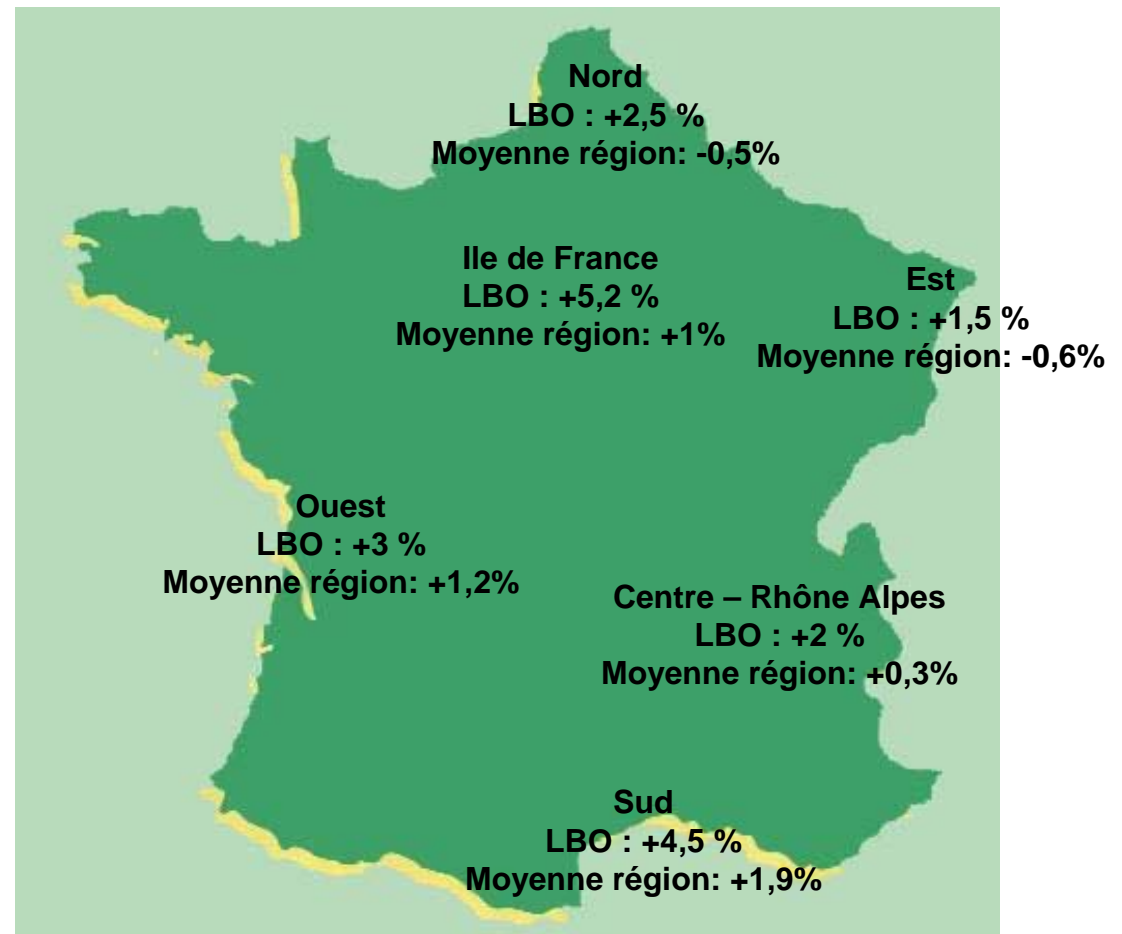 Nord
LBO : +2,5 %
Moyenne région: -0,5%
Ile de France
LBO : +5,2 %
Moyenne région: +1%
Est
LBO : +1,5 %
Moyenne région: -0,6%
Ouest
LBO : +3 %
Moyenne région: +1,2%
Centre – Rhône Alpes
LBO : +2 %
Moyenne région: +0,3%
Sud
LBO : +4,5 %
Moyenne région: +1,9%